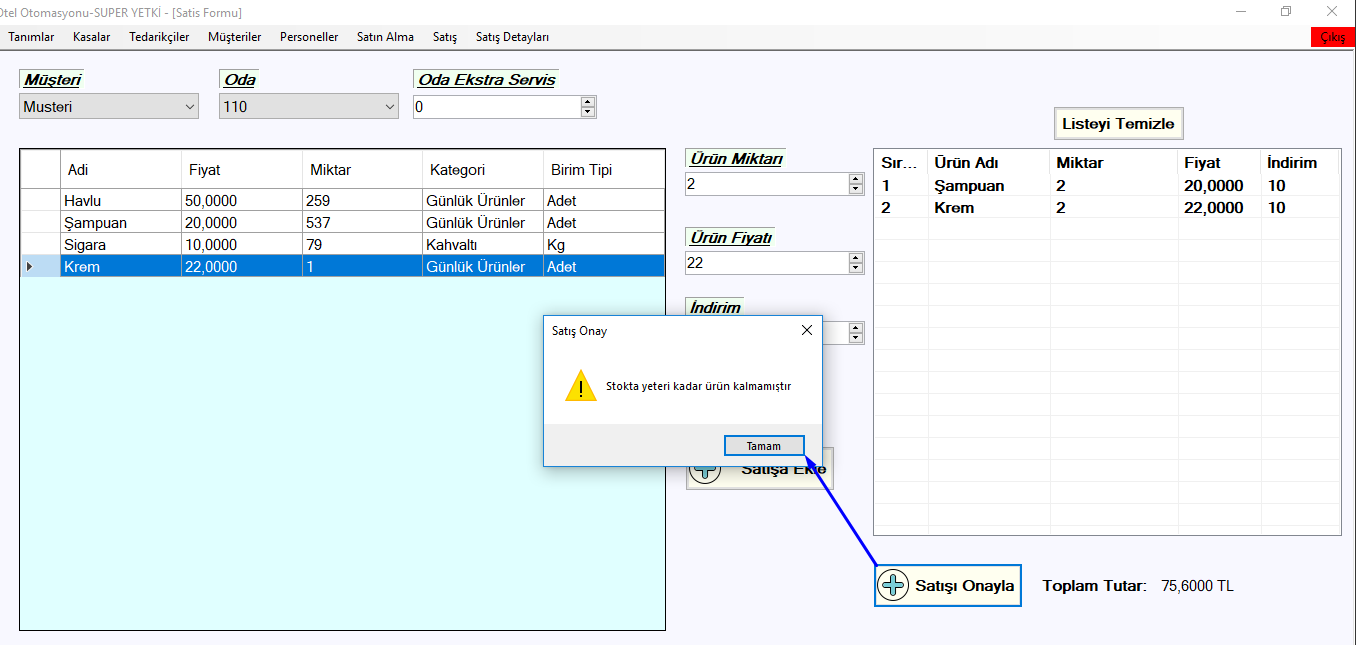 Otel Otomasyonu-SUPER YETKİ - [Satis Formu]
Tanımlar Kasalar Tedarikçiler Müşteriler Personeller Satın Alma Satış Satış Detayları Çıkış
Müşteri Oda Oda Ekstra Servis
Musteri 110 0
Listeyi Temizle
Adi Fiyat Miktar Kategori Birim Tipi
Havlu 50,0000 259 Günlük Ürünler Adet
Şampuan 20,0000 537 Günlük Ürünler Adet
Sigara 10,0000 79 Kahvaltı Kg
Krem 22,0000 1 Günlük Ürünler Adet
Ürün Miktarı
2
Ürün Fiyatı
22
İndirim
Sır... Ürün Adı Miktar Fiyat İndirim
1 Şampuan 2 20,0000 10
2 Krem 2 22,0000 10
Satış Onay
Stokta yeteri kadar ürün kalmamıştır
Tamam
Satışa Ekle
Satışı Onayla Toplam Tutar: 75,6000 TL